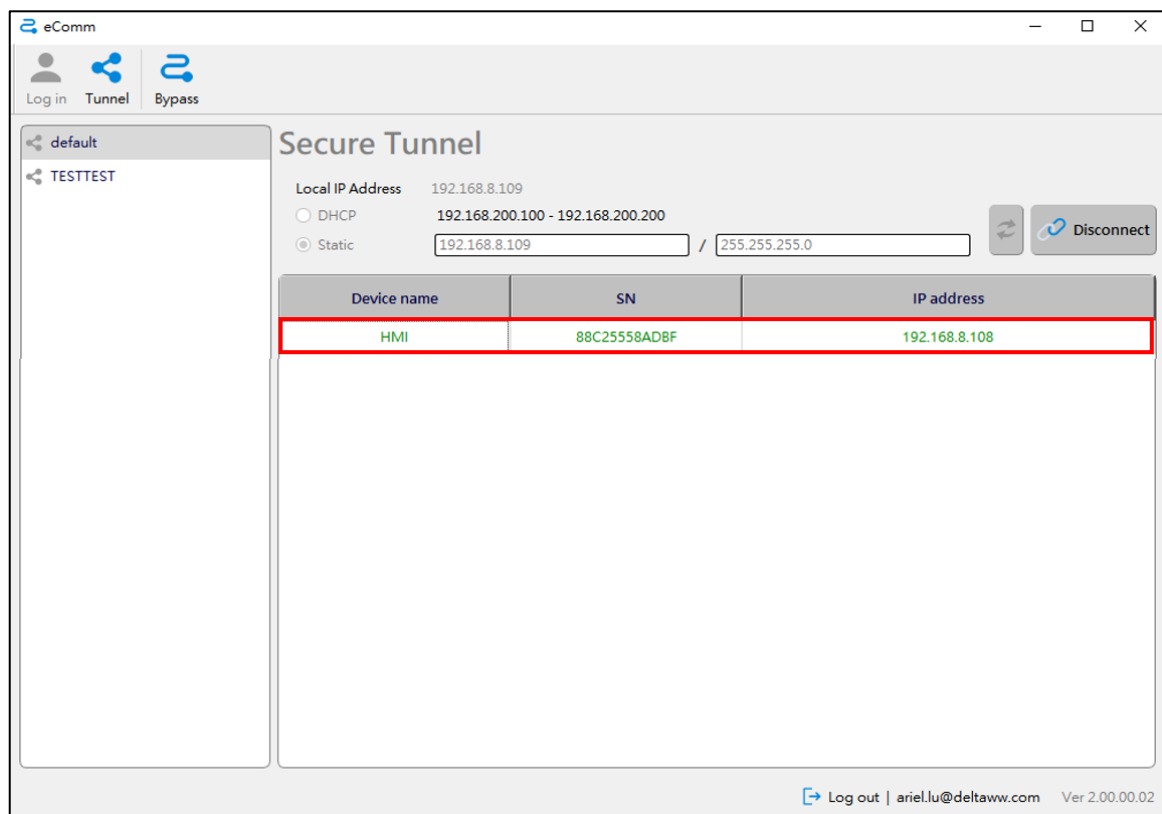 eComm
Log in Tunnel Bypass
default
TESTTEST
Secure Tunnel
Local IP Address 192.168.8.109
DHCP 192.168.200.100 - 192.168.200.200
Static 192.168.8.109 / 255.255.255.0
Disconnect
Device name SN IP address
HMI 88C25558ADBF 192.168.8.108
Log out | ariel.lu@deltaww.com Ver 2.00.00.02